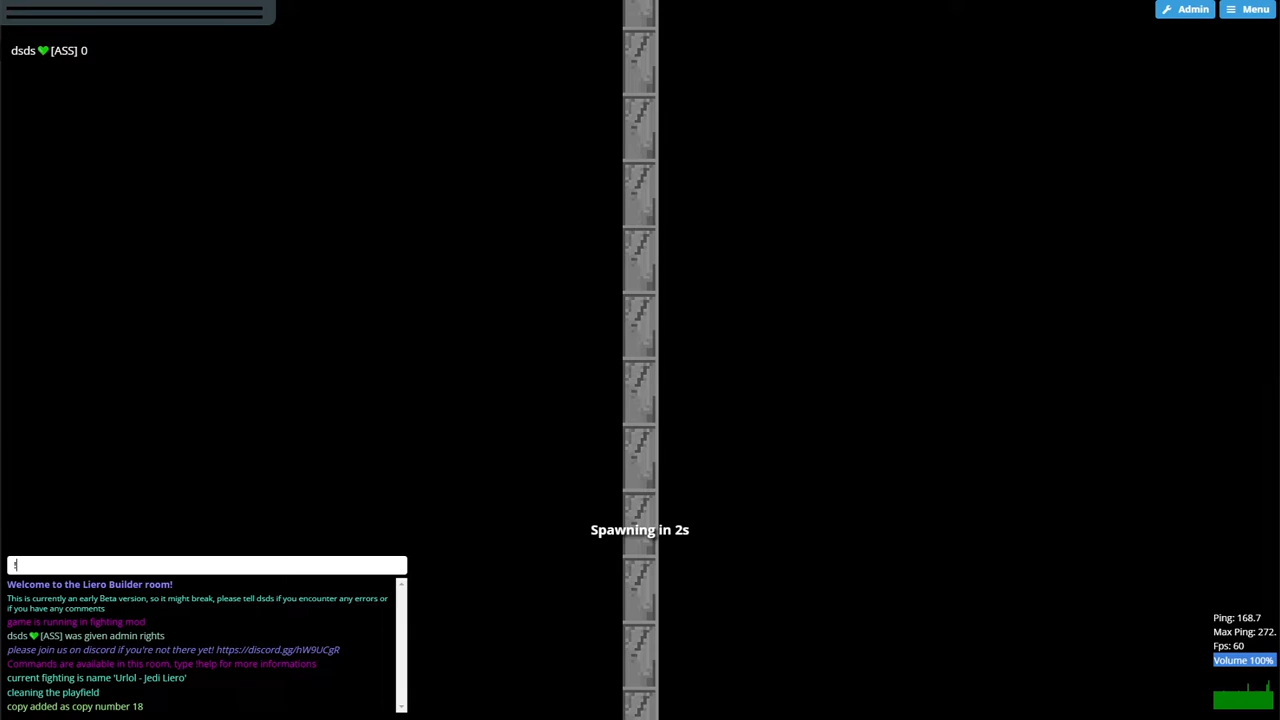 Admin
Menu
dsds💚[ASS] 0
Spawning in 2s
!
Welcome to the Liero Builder room!
This is currently an early Beta version, so it might break, please tell dsds if you encounter any errors or
if you have any comments
game is running in fighting mod
dsds💚[ASS] was given admin rights
please join us on discord if you're not there yet! https://discord.gg/hW9UCgR
Commands are available in this room, type !help for more informations
current fighting is name 'Urlol - Jedi Liero'
cleaning the playfield
copy added as copy number 18
Ping: 168.7
Max Ping: 272.
Fps: 60
Volume 100%